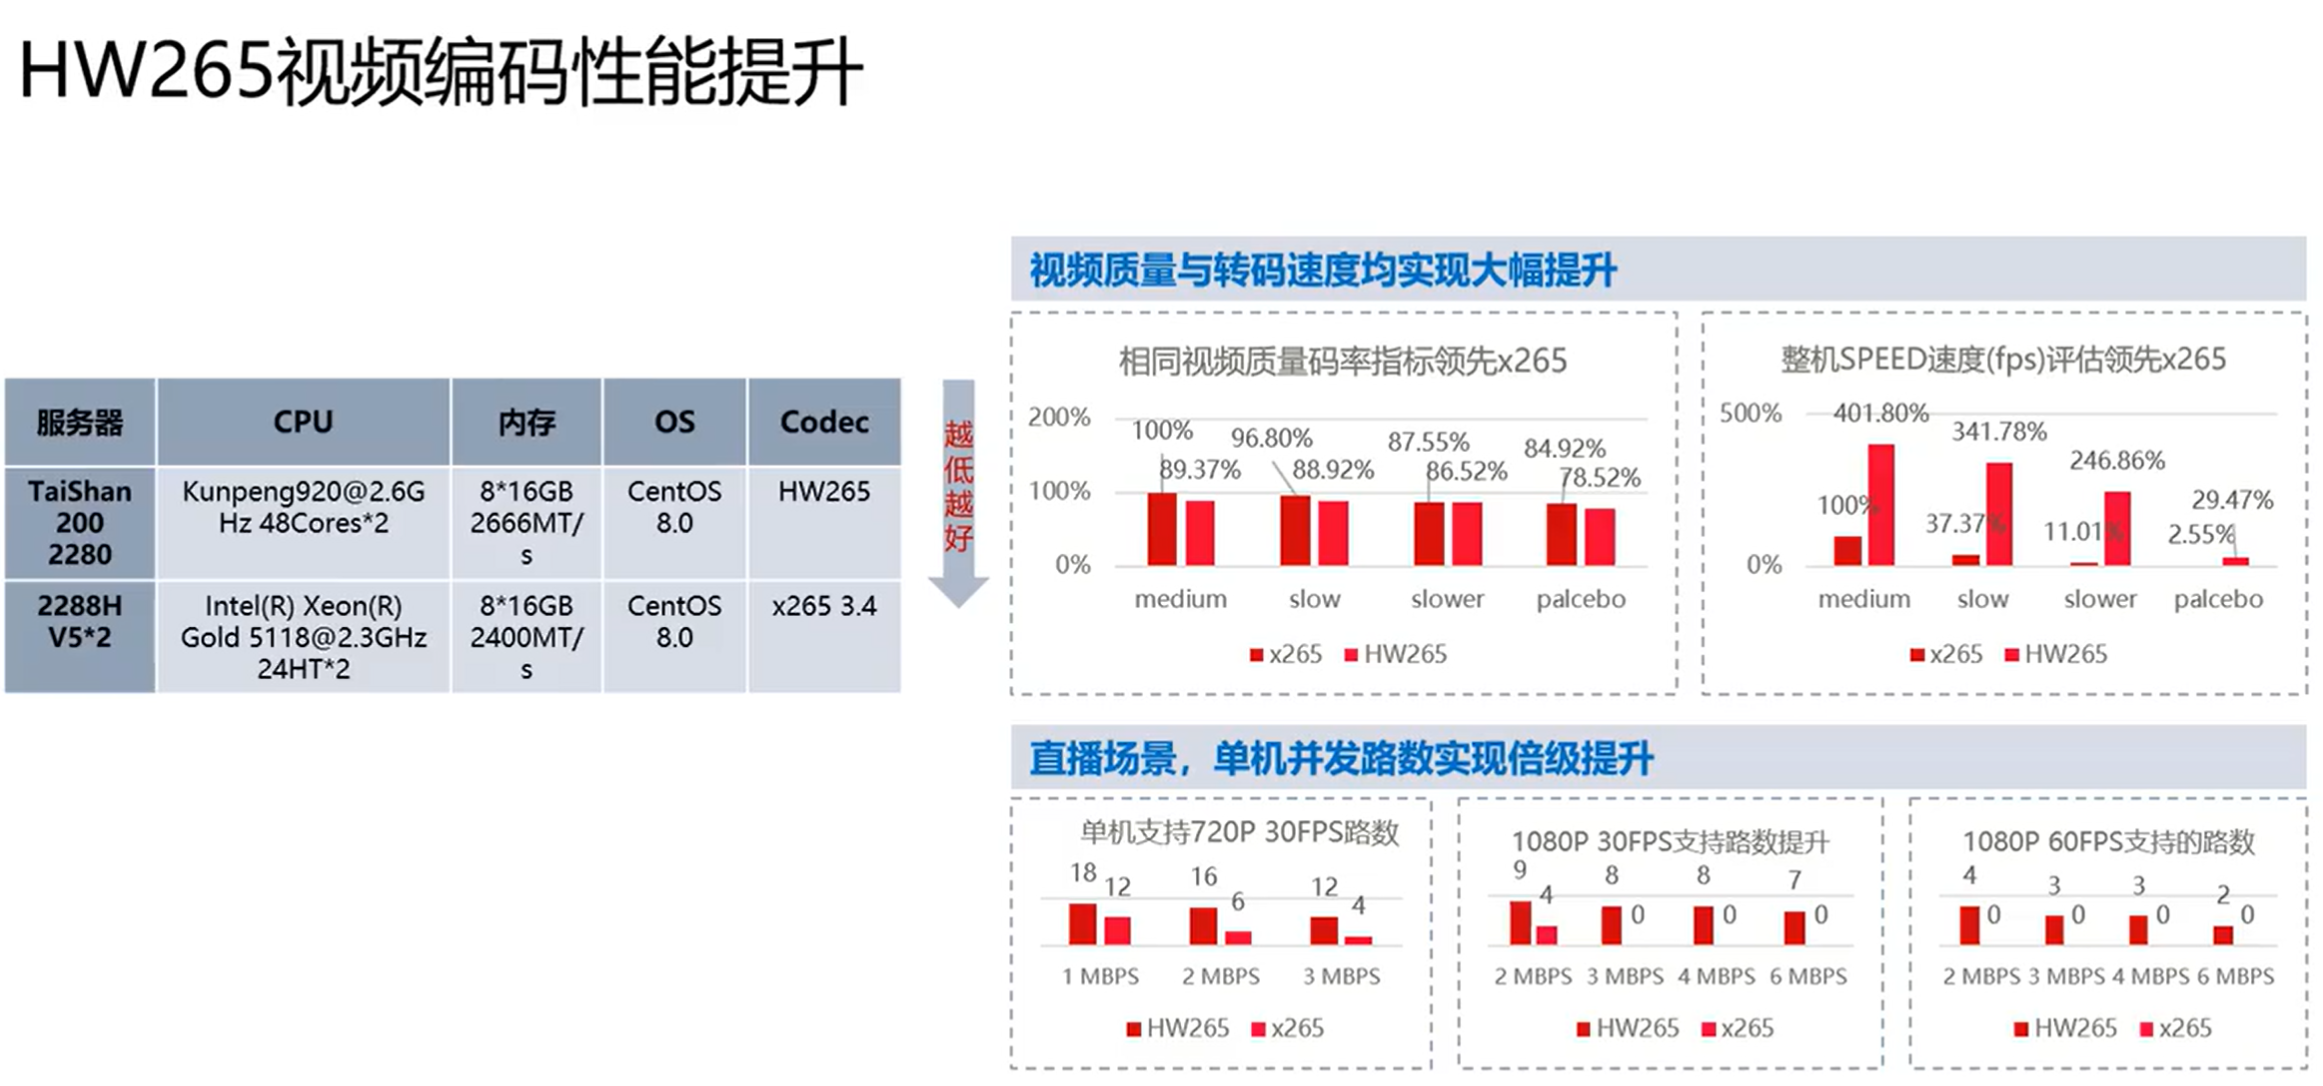 HW265视频编码性能提升
服务器 CPU 内存 OS Codec
TaiShan 200 2280
Kunpeng920@2.6G
Hz 48Cores*2
8*16GB
2666MT/
s
CentOS
8.0
HW265
2288H
V5*2
Intel(R) Xeon(R)
Gold 5118@2.3GHz
24HT*2
8*16GB
2400MT/
s
CentOS
8.0
x265 3.4
越低越好
视频质量与转码速度均实现大幅提升
相同视频质量码率指标领先x265
200%
100%
0%
100% 96.80% 87.55% 84.92%
89.37% 88.92% 86.52% 78.52%
medium slow slower palcebo
x265 HW265
整机SPEED速度(fps)评估领先x265
500%
0%
401.80% 341.78% 246.86% 29.47%
100% 37.37% 11.01% 2.55%
medium slow slower palcebo
x265 HW265
直播场景，单机并发路数实现倍级提升
单机支持720P 30FPS路数
18 12 16 6 12 4
1 MBPS 2 MBPS 3 MBPS
HW265 x265
1080P 30FPS支持路数提升
9 4 8 0 8 0 7 0
2 MBPS 3 MBPS 4 MBPS 6 MBPS
HW265 x265
1080P 60FPS支持的路数
4 0 3 0 3 0 2 0
2 MBPS 3 MBPS 4 MBPS 6 MBPS
HW265 x265